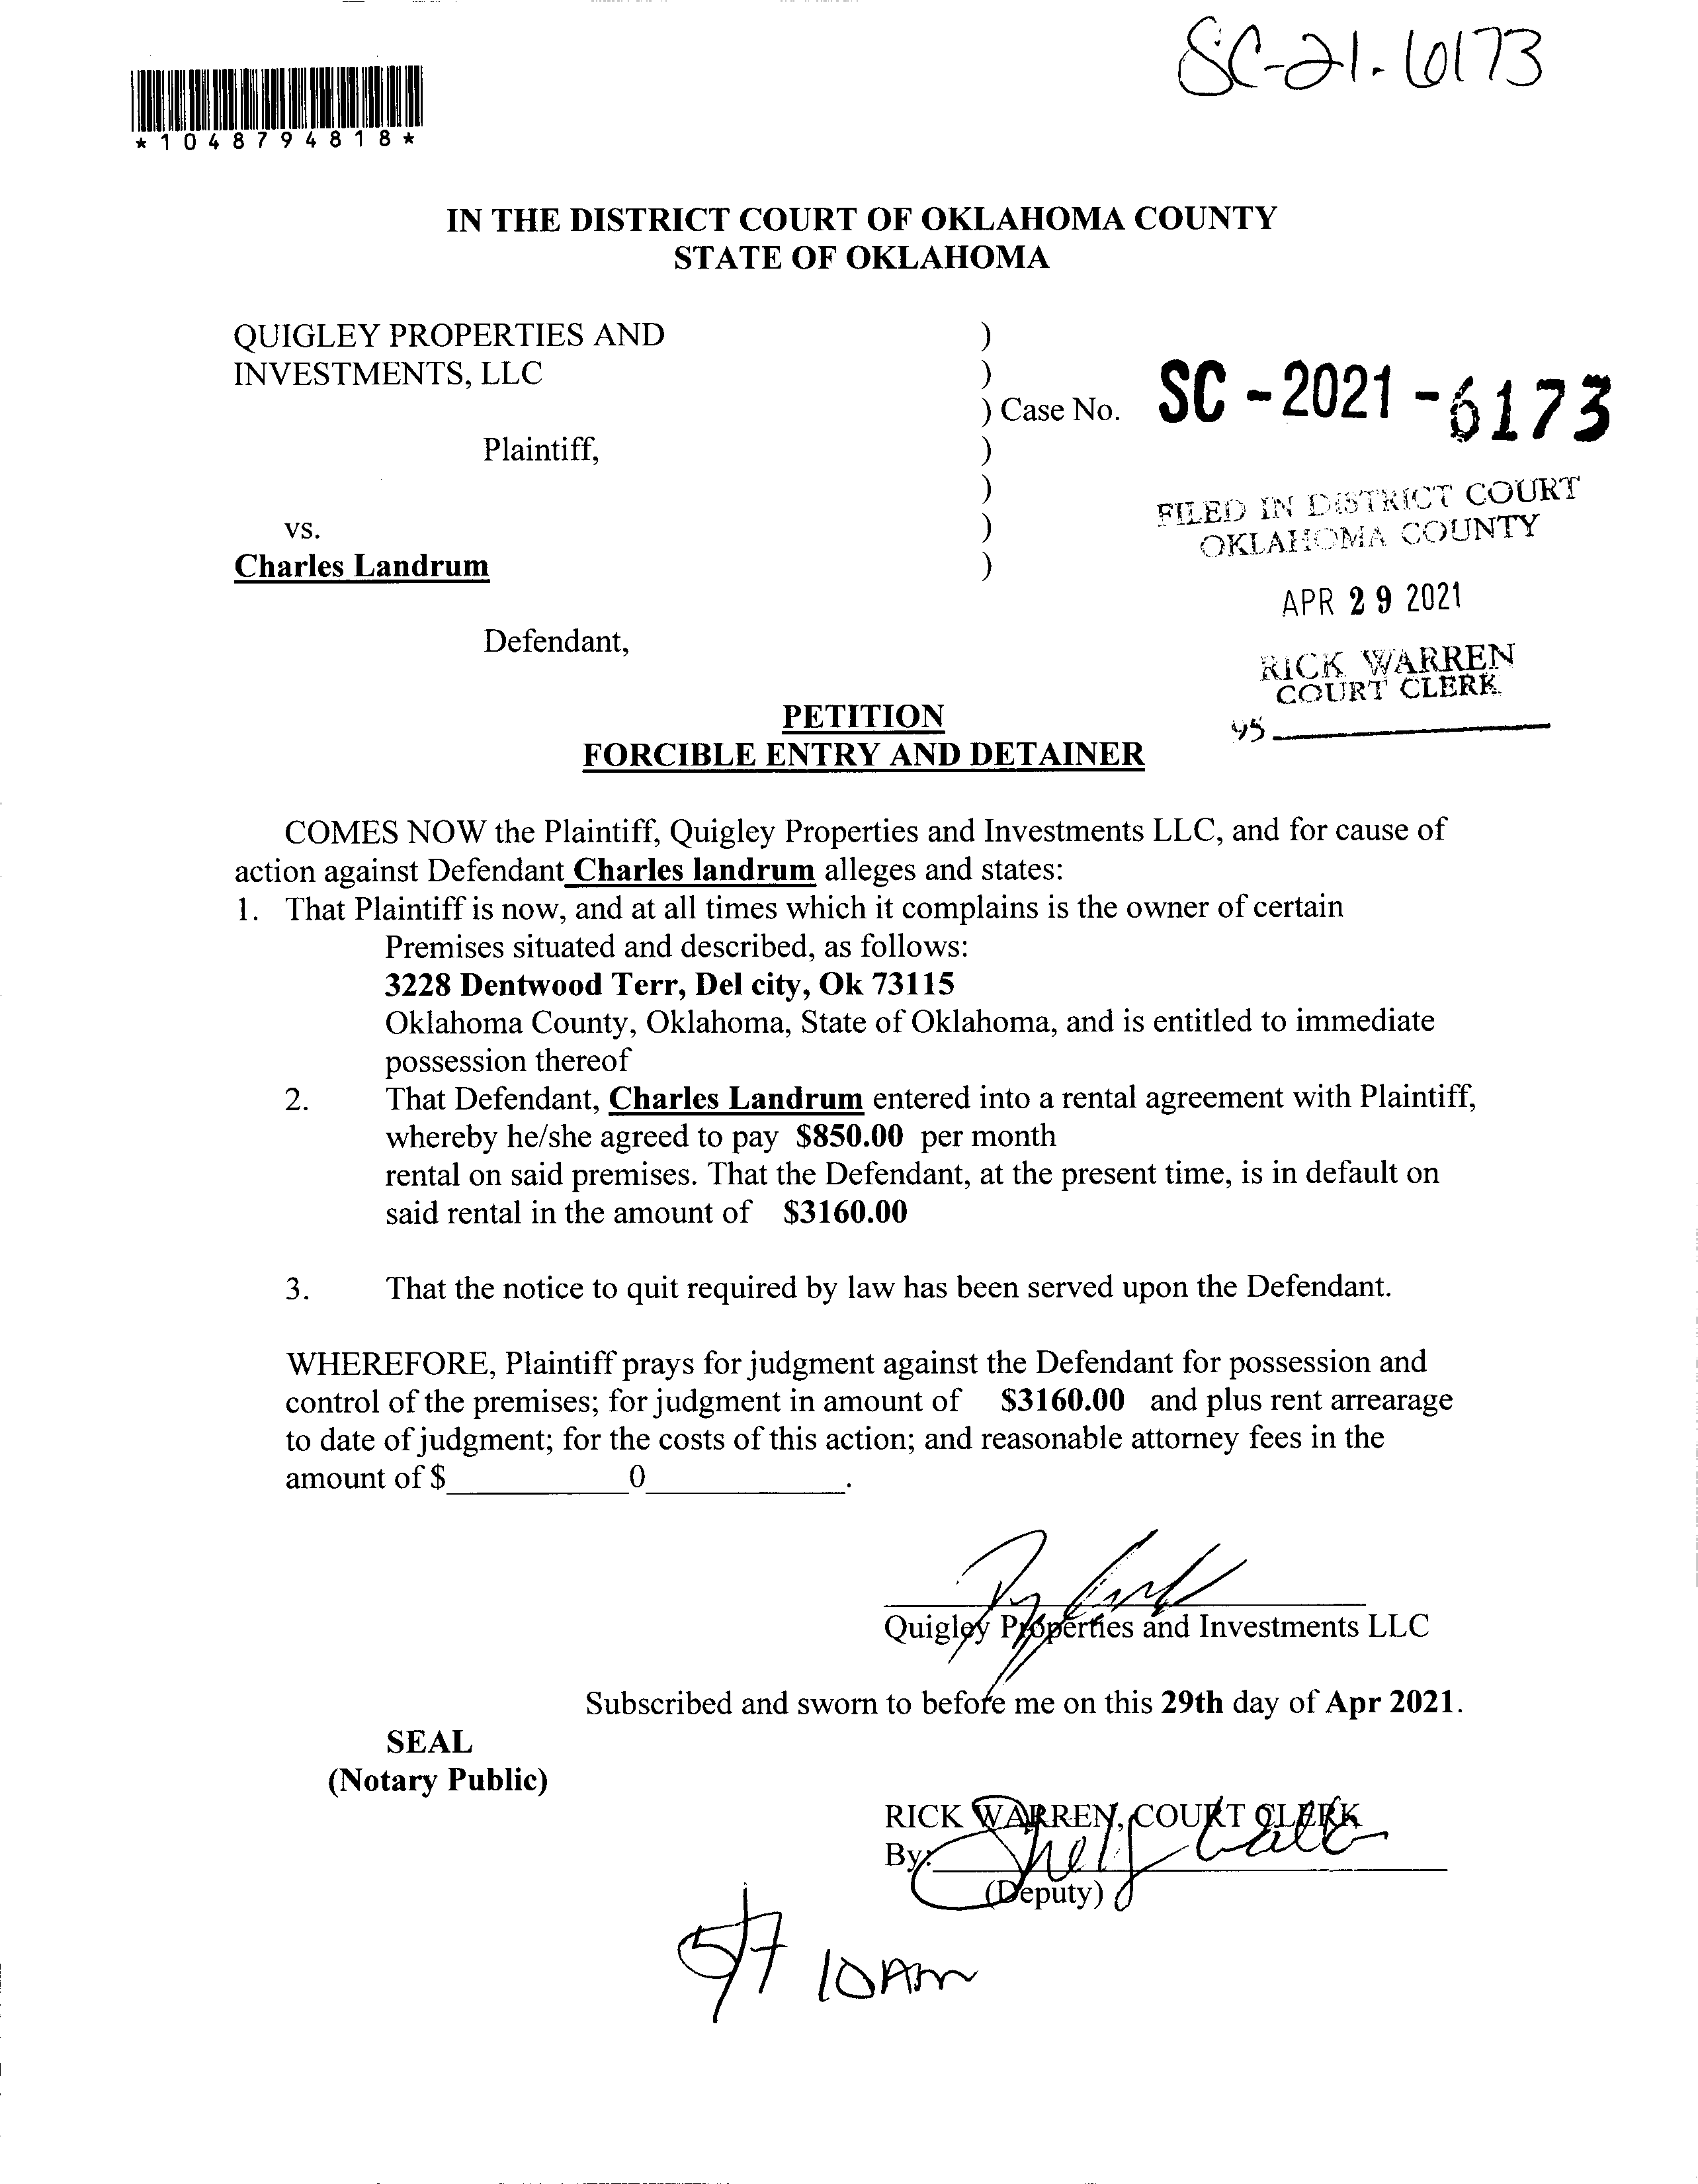 SC-21-6173
*1048794818*
IN THE DISTRICT COURT OF OKLAHOMA COUNTY
STATE OF OKLAHOMA
QUIGLEY PROPERTIES AND )
INVESTMENTS, LLC )
) Case No. SC-2021-6173
Plaintiff, )
)
vs. )
Charles Landrum )
FILED IN DISTRICT COURT
OKLAHOMA COUNTY
APR 29 2021
Defendant,
RICK WARREN
COURT CLERK
45
PETITION
FORCIBLE ENTRY AND DETAINER
COMES NOW the Plaintiff, Quigley Properties and Investments LLC, and for cause of
action against Defendant Charles landrum alleges and states:
1. That Plaintiff is now, and at all times which it complains is the owner of certain
Premises situated and described, as follows:
3228 Dentwood Terr, Del city, Ok 73115
Oklahoma County, Oklahoma, State of Oklahoma, and is entitled to immediate
possession thereof
2. That Defendant, Charles Landrum entered into a rental agreement with Plaintiff,
whereby he/she agreed to pay $850.00 per month
rental on said premises. That the Defendant, at the present time, is in default on
said rental in the amount of $3160.00
3. That the notice to quit required by law has been served upon the Defendant.
WHEREFORE, Plaintiff prays for judgment against the Defendant for possession and
control of the premises; for judgment in amount of $3160.00 and plus rent arrearage
to date of judgment; for the costs of this action; and reasonable attorney fees in the
amount of $ 0 .
Quigley Properties and Investments LLC
Subscribed and sworn to before me on this 29th day of Apr 2021.
SEAL
(Notary Public)
RICK WARREN, COURT CLERK
By:
(Deputy)
5/7 10AM